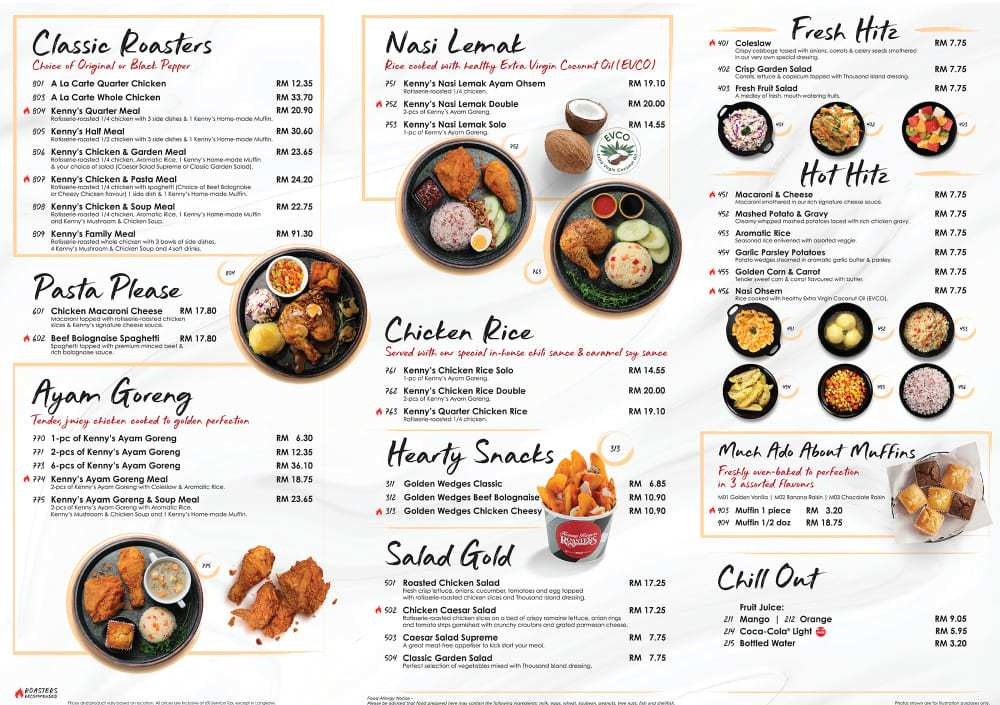 Classic Roasters
Choice of Original or Black Pepper
801 A La Carte Quarter Chicken RM 12.35
803 A La Carte Whole Chicken RM 33.70
804 Kenny's Quarter Meal RM 20.90
Rotisserie-roasted 1/4 chicken with 3 side dishes & 1 Kenny's Home-made Muffin.
805 Kenny's Half Meal RM 30.60
Rotisserie-roasted 1/2 chicken with 3 side dishes & 1 Kenny's Home-made Muffin.
806 Kenny's Chicken & Garden Meal RM 23.65
Rotisserie-roasted 1/4 chicken, Aromatic Rice, 1 Kenny's Home-made Muffin
& your choice of salad (Caesar Salad Supreme or Classic Garden Salad).
807 Kenny's Chicken & Pasta Meal RM 24.20
Rotisserie-roasted 1/4 chicken with spaghetti (Choice of Beef Bolognaise
or Cheezy Chicken flavour) 1 side dish & 1 Kenny's Home-made Muffin.
808 Kenny's Chicken & Soup Meal RM 22.75
Rotisserie-roasted 1/4 chicken, Aromatic Rice, 1 Kenny's Home-made Muffin
and Kenny's Mushroom & Chicken Soup.
809 Kenny's Family Meal RM 91.30
Rotisserie-roasted whole chicken with 3 bowls of side dishes,
4 Kenny's Mushroom & Chicken Soup and 4 soft drinks.
804
Pasta Please
601 Chicken Macaroni Cheese RM 17.80
Macaroni topped with rotisserie-roasted chicken
slices & Kenny's signature cheese sauce.
602 Beef Bolognaise Spaghetti RM 17.80
Spaghetti topped with premium minced beef &
rich bolognaise sauce.
Ayam Goreng
Tender, juicy chicken cooked to golden perfection
770 1-pc of Kenny's Ayam Goreng RM 6.30
771 2-pcs of Kenny's Ayam Goreng RM 12.35
773 6-pcs of Kenny's Ayam Goreng RM 36.10
774 Kenny's Ayam Goreng Meal RM 18.75
2-pcs of Kenny's Ayam Goreng with Coleslaw & Aromatic Rice.
775 Kenny's Ayam Goreng & Soup Meal RM 23.65
2-pcs of Kenny's Ayam Goreng with Aromatic Rice,
Kenny's Mushroom & Chicken Soup and 1 Kenny's Home-made Muffin.
775
ROASTERS
RECOMMENDED
Nasi Lemak
Rice cooked with healthy Extra Virgin Coconut Oil (EVCO)
751 Kenny's Nasi Lemak Ayam Ohsem RM 19.10
Rotisserie-roasted 1/4 chicken.
752 Kenny's Nasi Lemak Double RM 20.00
2-pcs of Kenny's Ayam Goreng.
753 Kenny's Nasi Lemak Solo RM 14.55
1-pc of Kenny's Ayam Goreng.
752
EVCO
Extra Virgin Coconut Oil
763
Chicken Rice
Served with our special in-house chili sauce & caramel soy sauce
761 Kenny's Chicken Rice Solo RM 14.55
1-pc of Kenny's Ayam Goreng.
762 Kenny's Chicken Rice Double RM 20.00
2-pcs of Kenny's Ayam Goreng.
763 Kenny's Quarter Chicken Rice RM 19.10
Rotisserie-roasted 1/4 chicken.
Hearty Snacks
313
311 Golden Wedges Classic RM 6.85
312 Golden Wedges Beef Bolognaise RM 10.90
313 Golden Wedges Chicken Cheesy RM 10.90
Kenny Rogers
ROASTERS
Salad Gold
501 Roasted Chicken Salad RM 17.25
Fresh crisp lettuce, onions, cucumber, tomatoes and egg topped
with rotisserie-roasted chicken slices and Thousand Island dressing.
502 Chicken Caesar Salad RM 17.25
Rotisserie-roasted chicken slices on a bed of crispy romaine lettuce, onion rings
and tomato strips garnished with crunchy croutons and grated parmesan cheese.
503 Caesar Salad Supreme RM 7.75
A great meat-free appetiser to kick start your meal.
504 Classic Garden Salad RM 7.75
Perfect selection of vegetables mixed with Thousand Island dressing.
Fresh Hitz
401 Coleslaw RM 7.75
Crispy cabbage tossed with onions, carrots & celery seeds smothered
in our very own special dressing.
402 Crisp Garden Salad RM 7.75
Carrots, lettuce & capsicum topped with Thousand Island dressing.
403 Fresh Fruit Salad RM 7.75
A medley of fresh, mouth-watering fruits.
401 402 403
Hot Hitz
451 Macaroni & Cheese RM 7.75
Macaroni smothered in our rich signature cheese sauce.
452 Mashed Potato & Gravy RM 7.75
Creamy whipped mashed potatoes laced with rich chicken gravy.
453 Aromatic Rice RM 7.75
Seasoned rice enlivened with assorted veggie.
454 Garlic Parsley Potatoes RM 7.75
Potato wedges steamed in aromatic garlic butter & parsley.
455 Golden Corn & Carrot RM 7.75
Tender sweet corn & carrot flavoured with butter.
456 Nasi Ohsem RM 7.75
Rice cooked with healthy Extra Virgin Coconut Oil (EVCO).
451 452 453
454 455 456
Much Ado About Muffins
Freshly oven-baked to perfection
in 3 assorted flavours
M01 Golden Vanilla | M02 Banana Raisin | M03 Chocolate Raisin
903 Muffin 1 piece RM 3.20
904 Muffin 1/2 doz RM 18.75
Chill Out
Fruit Juice:
211 Mango | 212 Orange RM 9.05
214 Coca-Cola® Light RM 5.95
215 Bottled Water RM 3.20
Prices and product vary based on location. All prices are inclusive of 6% Service Tax, except in Langkawi.
Food Allergy Notice -
Please be advised that food prepared here may contain the following ingredients: milk, eggs, wheat, soybean, peanuts, tree nuts, fish and shellfish.
Photos shown are for illustration purposes only.